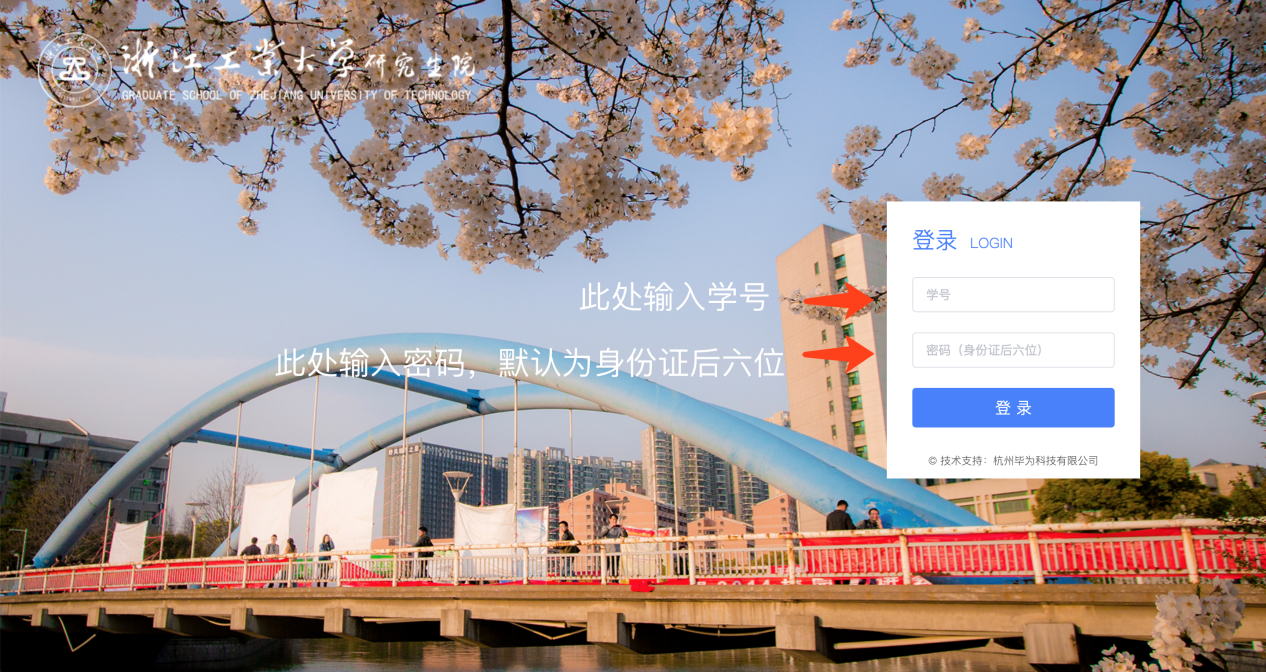 浙江工业大学研究生院
GRADUATE SCHOOL OF ZHEJIANG UNIVERSITY OF TECHNOLOGY
登录 LOGIN
此处输入学号
学号
此处输入密码，默认为身份证后六位
密码（身份证后六位）
登 录
© 技术支持：杭州毕为科技有限公司